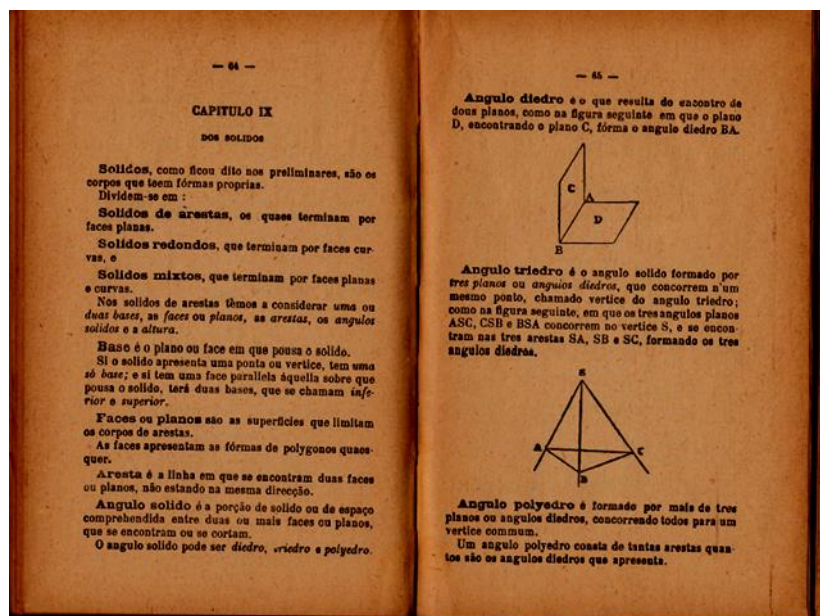 — 64 —
CAPITULO IX
DOS SOLIDOS
Solidos, como ficou dito nos preliminares, são os
corpos que teem fórmas proprias.
Dividem-se em :
Solidos de arestas, os quaes terminam por
faces planas.
Solidos redondos, que terminam por faces cur-
vas, e
Solidos mixtos, que terminam por faces planas
e curvas.
Nos solidos de arestas têmos a considerar uma ou
duas bases, as faces ou planos, as arestas, os angulos
solidos e a altura.
Base é o plano ou face em que pousa o solido.
Si o solido apresenta uma ponta ou vertice, tem uma
só base; e si tem uma face parallela áquella sobre que
pousa o solido, terá duas bases, que se chamam infe-
rior e superior.
Faces ou planos são as superficies que limitam
os corpos de arestas.
As faces apresentam as fórmas de polygonos quaes-
quer.
Aresta é a linha em que se encontram duas faces
ou planos, não estando na mesma direcção.
Angulo solido é a porção de solido ou de espaço
comprehendida entre duas ou mais faces ou planos,
que se encontram ou se cortam.
O angulo solido pode ser diedro, triedro e polyedro.
— 65 —
Angulo diedro é o que resulta do encontro de
dous planos, como na figura seguinte em que o plano
D, encontrando o plano C, fórma o angulo diedro BA.
C
A
D
B
Angulo triedro é o angulo solido formado por
tres planos ou angulos diedros, que concorrem n'um
mesmo ponto, chamado vertice do angulo triedro;
como na figura seguinte, em que os tres angulos planos
ASC, CSB e BSA concorrem no vertice S, e se encon-
tram nas tres arestas SA, SB e SC, formando os tres
angulos diedros.
S
A
C
B
Angulo polyedro é formado por mais de tres
planos ou angulos diedros, concorrendo todos para um
vertice commum.
Um angulo polyedro consta de tantas arestas quan-
tos são os angulos diedros que apresenta.